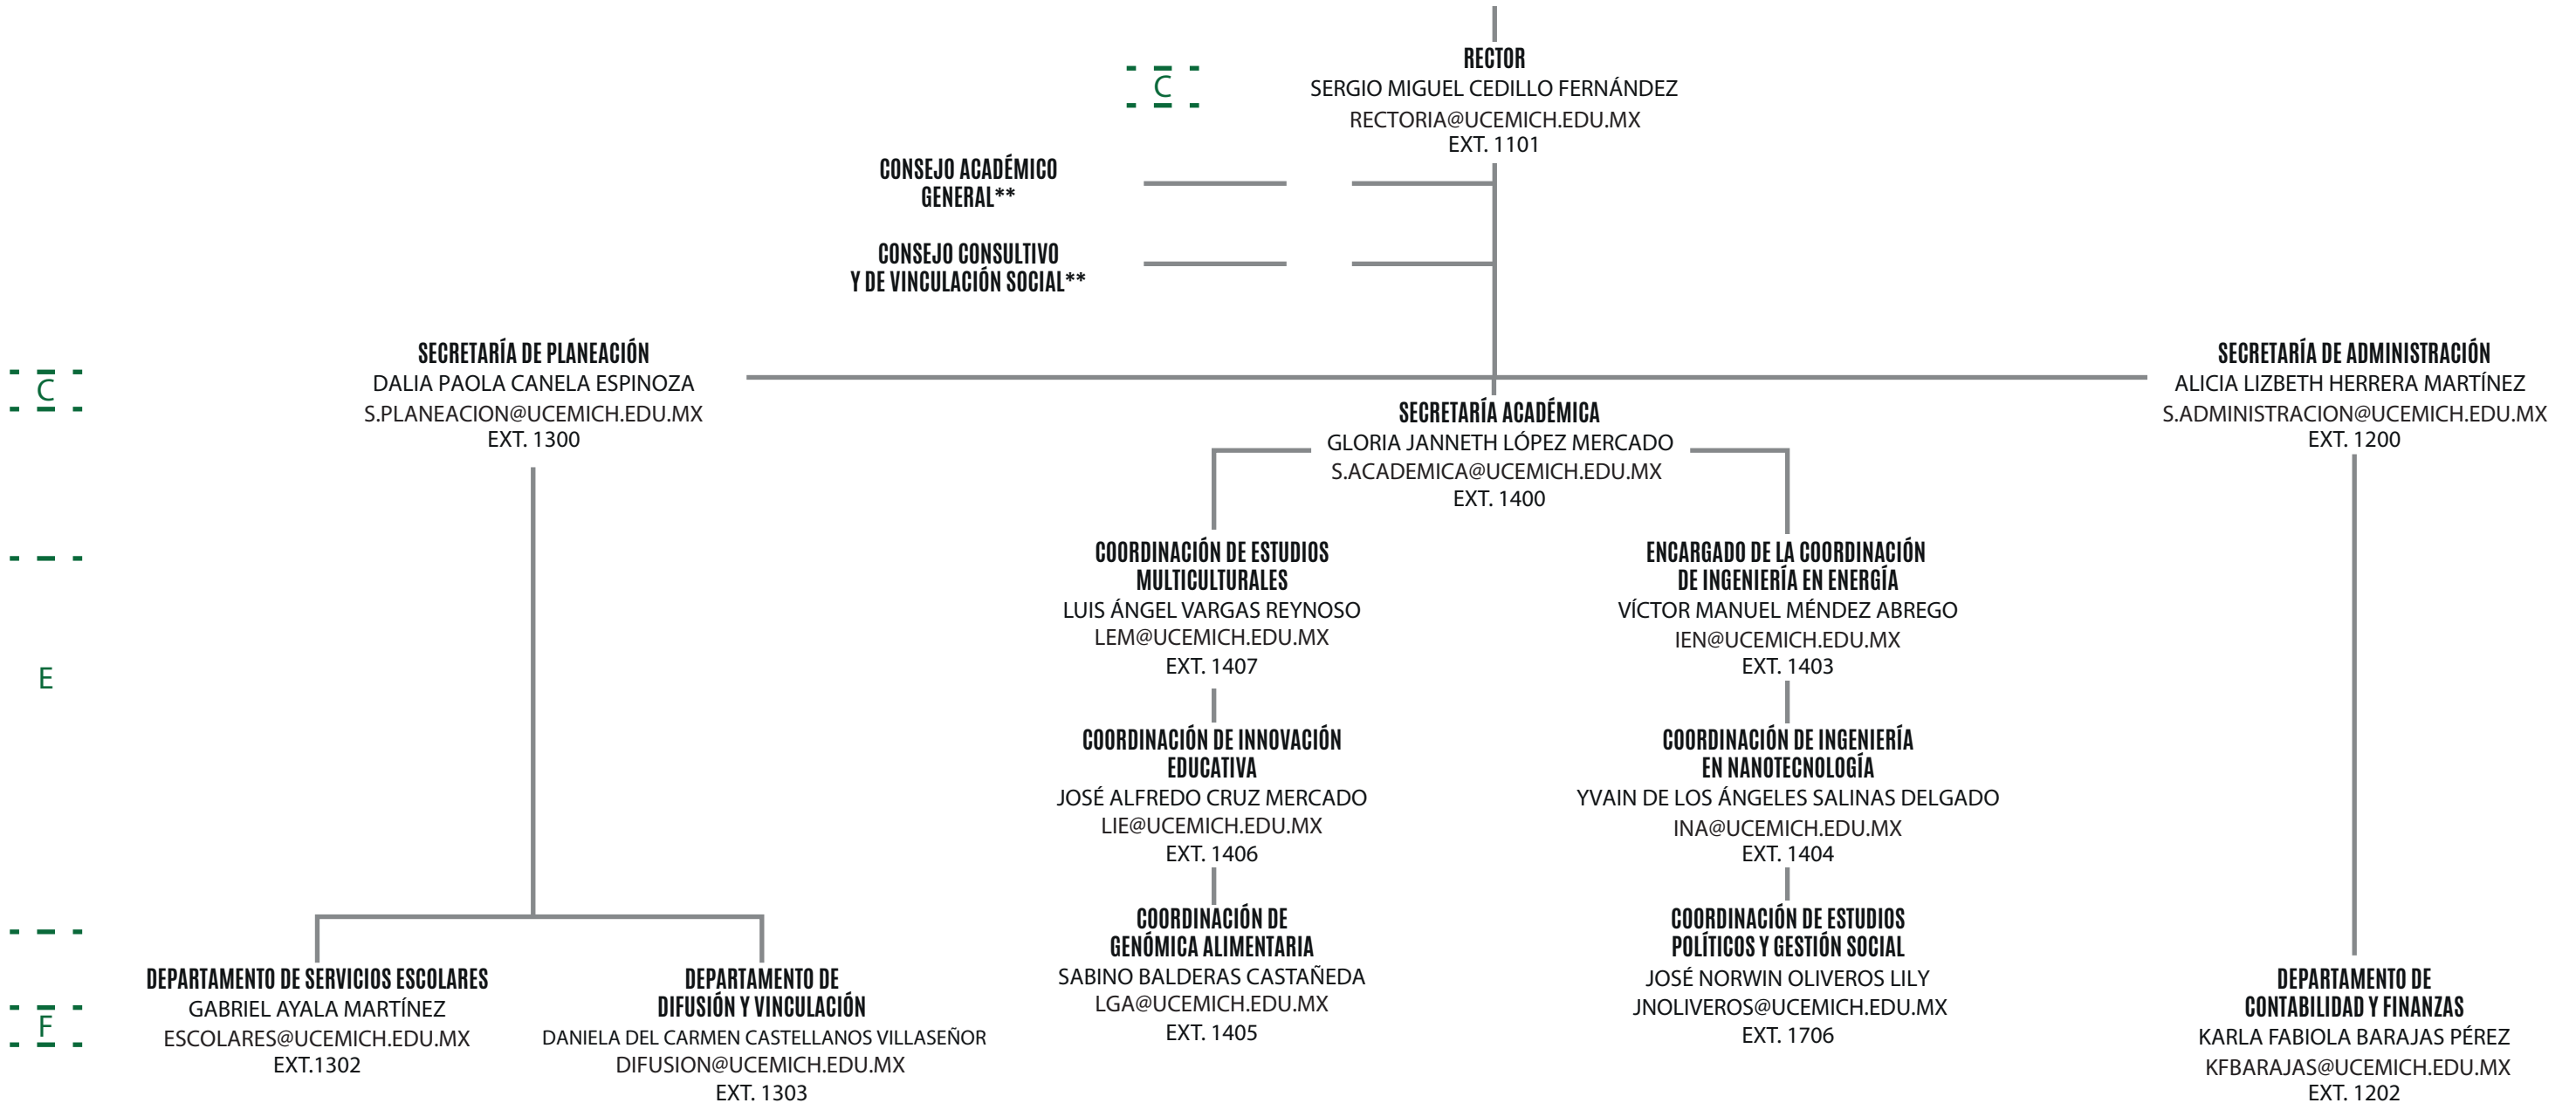 RECTOR
SERGIO MIGUEL CEDILLO FERNÁNDEZ
RECTORIA@UCEMICH.EDU.MX
EXT. 1101
C
CONSEJO ACADÉMICO
GENERAL**
CONSEJO CONSULTIVO
Y DE VINCULACIÓN SOCIAL**
C
SECRETARÍA DE PLANEACIÓN
DALIA PAOLA CANELA ESPINOZA
S.PLANEACION@UCEMICH.EDU.MX
EXT. 1300
SECRETARÍA ACADÉMICA
GLORIA JANNETH LÓPEZ MERCADO
S.ACADEMICA@UCEMICH.EDU.MX
EXT. 1400
SECRETARÍA DE ADMINISTRACIÓN
ALICIA LIZBETH HERRERA MARTÍNEZ
S.ADMINISTRACION@UCEMICH.EDU.MX
EXT. 1200
E
COORDINACIÓN DE ESTUDIOS
MULTICULTURALES
LUIS ÁNGEL VARGAS REYNOSO
LEM@UCEMICH.EDU.MX
EXT. 1407
ENCARGADO DE LA COORDINACIÓN
DE INGENIERÍA EN ENERGÍA
VÍCTOR MANUEL MÉNDEZ ABREGO
IEN@UCEMICH.EDU.MX
EXT. 1403
COORDINACIÓN DE INNOVACIÓN
EDUCATIVA
JOSÉ ALFREDO CRUZ MERCADO
LIE@UCEMICH.EDU.MX
EXT. 1406
COORDINACIÓN DE INGENIERÍA
EN NANOTECNOLOGÍA
YVAIN DE LOS ÁNGELES SALINAS DELGADO
INA@UCEMICH.EDU.MX
EXT. 1404
COORDINACIÓN DE
GENÓMICA ALIMENTARIA
SABINO BALDERAS CASTAÑEDA
LGA@UCEMICH.EDU.MX
EXT. 1405
COORDINACIÓN DE ESTUDIOS
POLÍTICOS Y GESTIÓN SOCIAL
JOSÉ NORWIN OLIVEROS LILY
JNOLIVEROS@UCEMICH.EDU.MX
EXT. 1706
F
DEPARTAMENTO DE SERVICIOS ESCOLARES
GABRIEL AYALA MARTÍNEZ
ESCOLARES@UCEMICH.EDU.MX
EXT.1302
DEPARTAMENTO DE
DIFUSIÓN Y VINCULACIÓN
DANIELA DEL CARMEN CASTELLANOS VILLASEÑOR
DIFUSION@UCEMICH.EDU.MX
EXT. 1303
DEPARTAMENTO DE
CONTABILIDAD Y FINANZAS
KARLA FABIOLA BARAJAS PÉREZ
KFBARAJAS@UCEMICH.EDU.MX
EXT. 1202